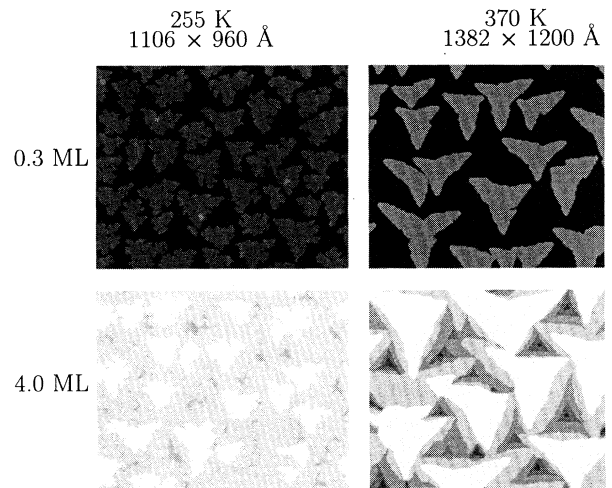 255 K
1106 × 960 Å
370 K
1382 × 1200 Å
0.3 ML
4.0 ML